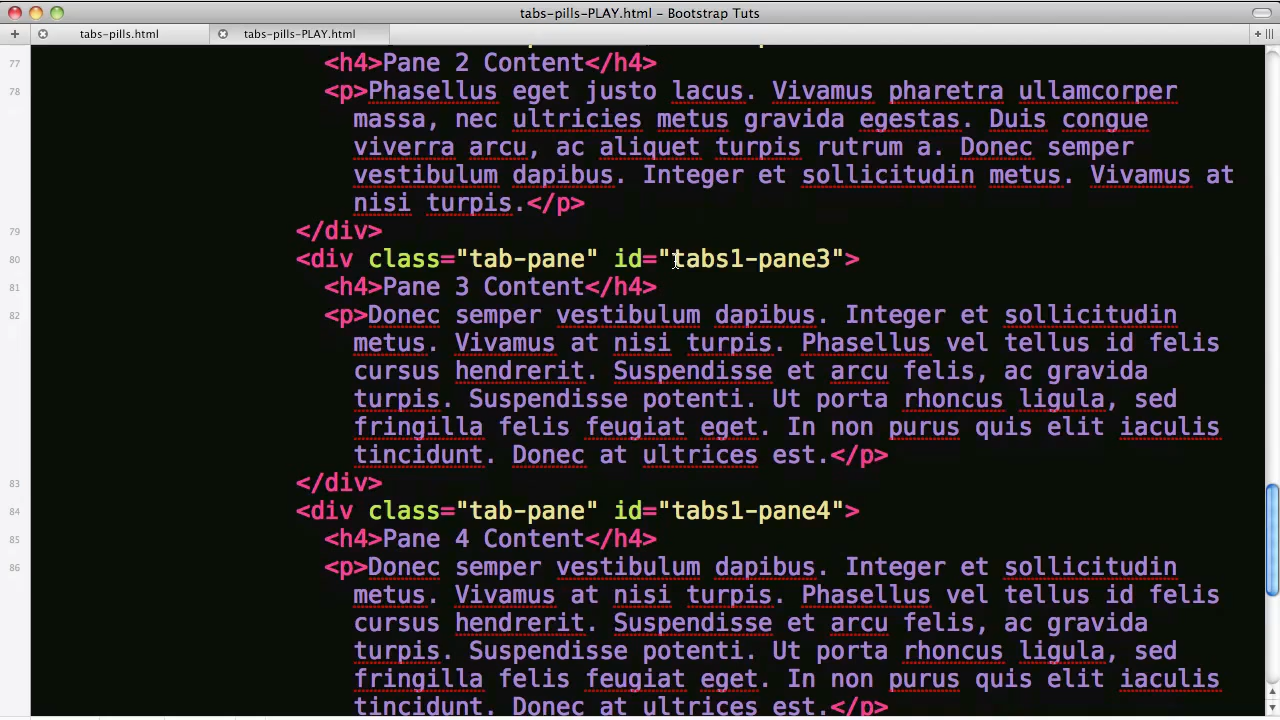 tabs-pills-PLAY.html – Bootstrap Tuts
tabs-pills.html
tabs-pills-PLAY.html
77 <h4>Pane 2 Content</h4>
78 <p>Phasellus eget justo lacus. Vivamus pharetra ullamcorper
massa, nec ultricies metus gravida egestas. Duis congue
viverra arcu, ac aliquet turpis rutrum a. Donec semper
vestibulum dapibus. Integer et sollicitudin metus. Vivamus at
nisi turpis.</p>
79 </div>
80 <div class="tab-pane" id="tabs1-pane3">
81 <h4>Pane 3 Content</h4>
82 <p>Donec semper vestibulum dapibus. Integer et sollicitudin
metus. Vivamus at nisi turpis. Phasellus vel tellus id felis
cursus hendrerit. Suspendisse et arcu felis, ac gravida
turpis. Suspendisse potenti. Ut porta rhoncus ligula, sed
fringilla felis feugiat eget. In non purus quis elit iaculis
tincidunt. Donec at ultrices est.</p>
83 </div>
84 <div class="tab-pane" id="tabs1-pane4">
85 <h4>Pane 4 Content</h4>
86 <p>Donec semper vestibulum dapibus. Integer et sollicitudin
metus. Vivamus at nisi turpis. Phasellus vel tellus id felis
cursus hendrerit. Suspendisse et arcu felis, ac gravida
turpis. Suspendisse potenti. Ut porta rhoncus ligula, sed
fringilla felis feugiat eget. In non purus quis elit iaculis
tincidunt. Donec at ultrices est.</p>